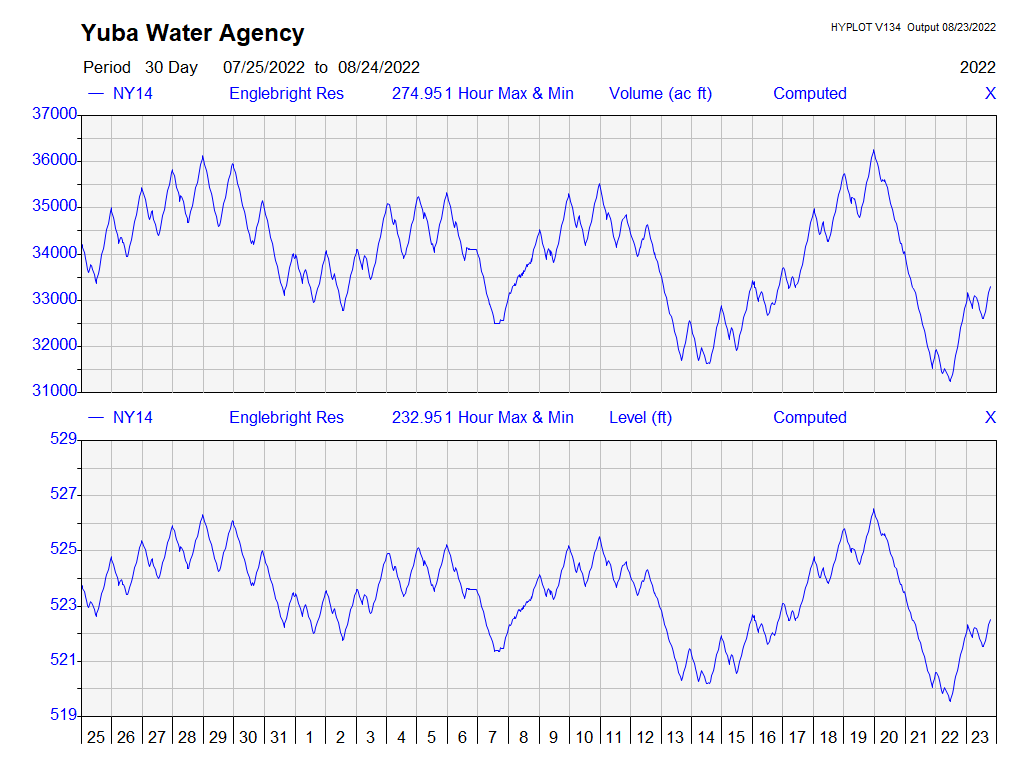 Yuba Water Agency
HYPLOT V134 Output 08/23/2022
Period 30 Day 07/25/2022 to 08/24/2022 2022
NY14 Englebright Res 274.951 Hour Max & Min Volume (ac ft) Computed X
37000
36000
35000
34000
33000
32000
31000
NY14 Englebright Res 232.951 Hour Max & Min Level (ft) Computed X
529
527
525
523
521
519
25 26 27 28 29 30 31 1 2 3 4 5 6 7 8 9 10 11 12 13 14 15 16 17 18 19 20 21 22 23